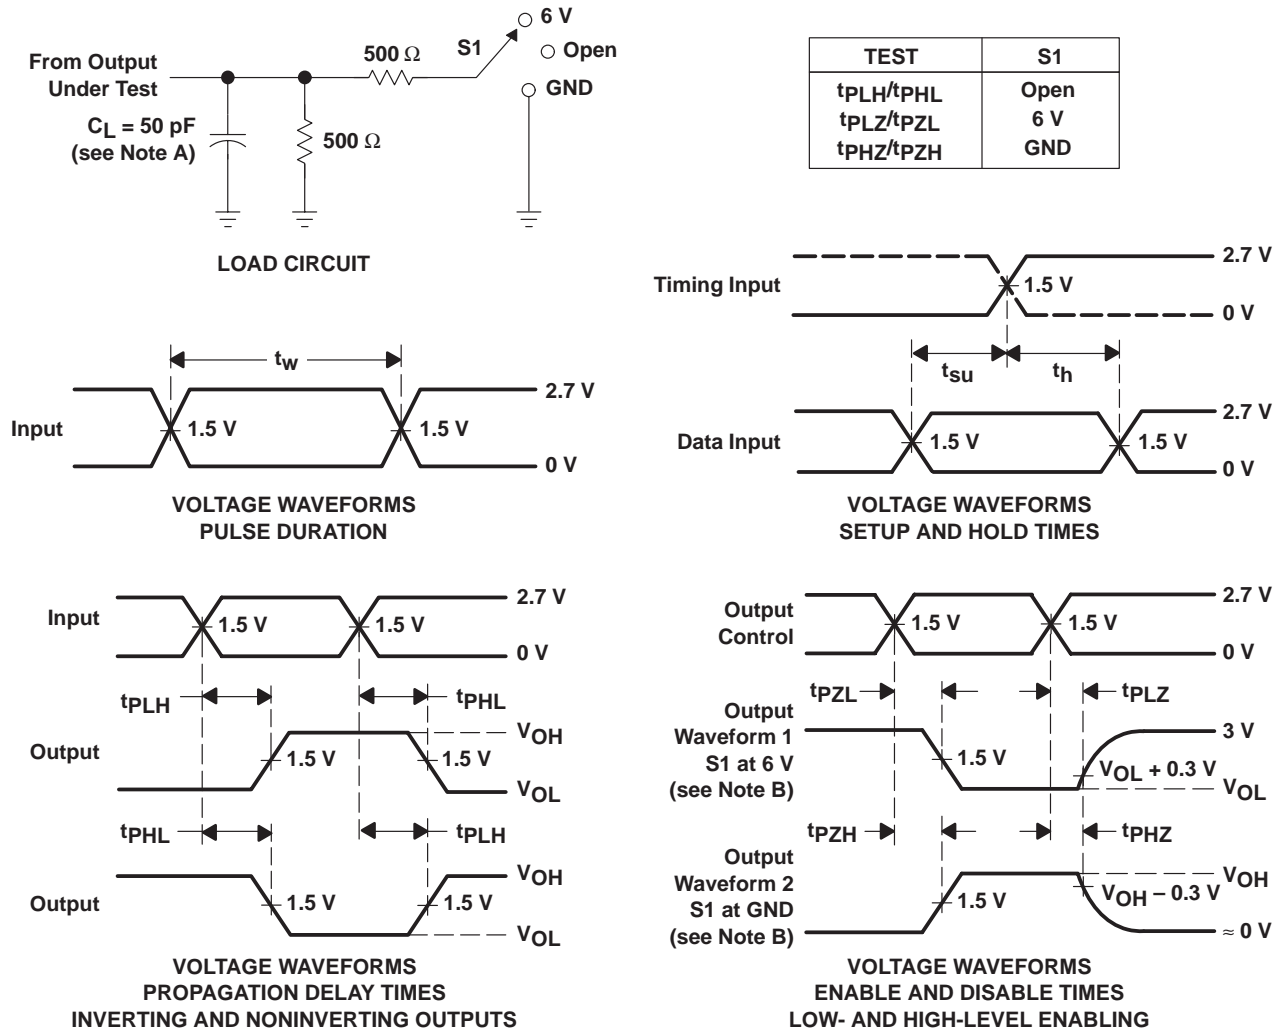 6 V
S1
Open
GND
500 Ω
From Output
Under Test
CL = 50 pF
(see Note A)
500 Ω
LOAD CIRCUIT
TEST S1
tPLH/tPHL Open
tPLZ/tPZL 6 V
tPHZ/tPZH GND
Timing Input
1.5 V
2.7 V
0 V
tsu
th
Data Input
1.5 V
1.5 V
2.7 V
0 V
VOLTAGE WAVEFORMS
SETUP AND HOLD TIMES
tw
Input
1.5 V
1.5 V
2.7 V
0 V
VOLTAGE WAVEFORMS
PULSE DURATION
Input
1.5 V
1.5 V
2.7 V
0 V
tPLH
tPHL
Output
1.5 V
1.5 V
VOH
VOL
tPHL
tPLH
Output
1.5 V
1.5 V
VOH
VOL
VOLTAGE WAVEFORMS
PROPAGATION DELAY TIMES
INVERTING AND NONINVERTING OUTPUTS
Output
Control
1.5 V
1.5 V
2.7 V
0 V
tPZL
tPLZ
Output
Waveform 1
S1 at 6 V
(see Note B)
1.5 V
3 V
VOL + 0.3 V
VOL
tPZH
tPHZ
Output
Waveform 2
S1 at GND
(see Note B)
1.5 V
VOH
VOH − 0.3 V
≈ 0 V
VOLTAGE WAVEFORMS
ENABLE AND DISABLE TIMES
LOW- AND HIGH-LEVEL ENABLING